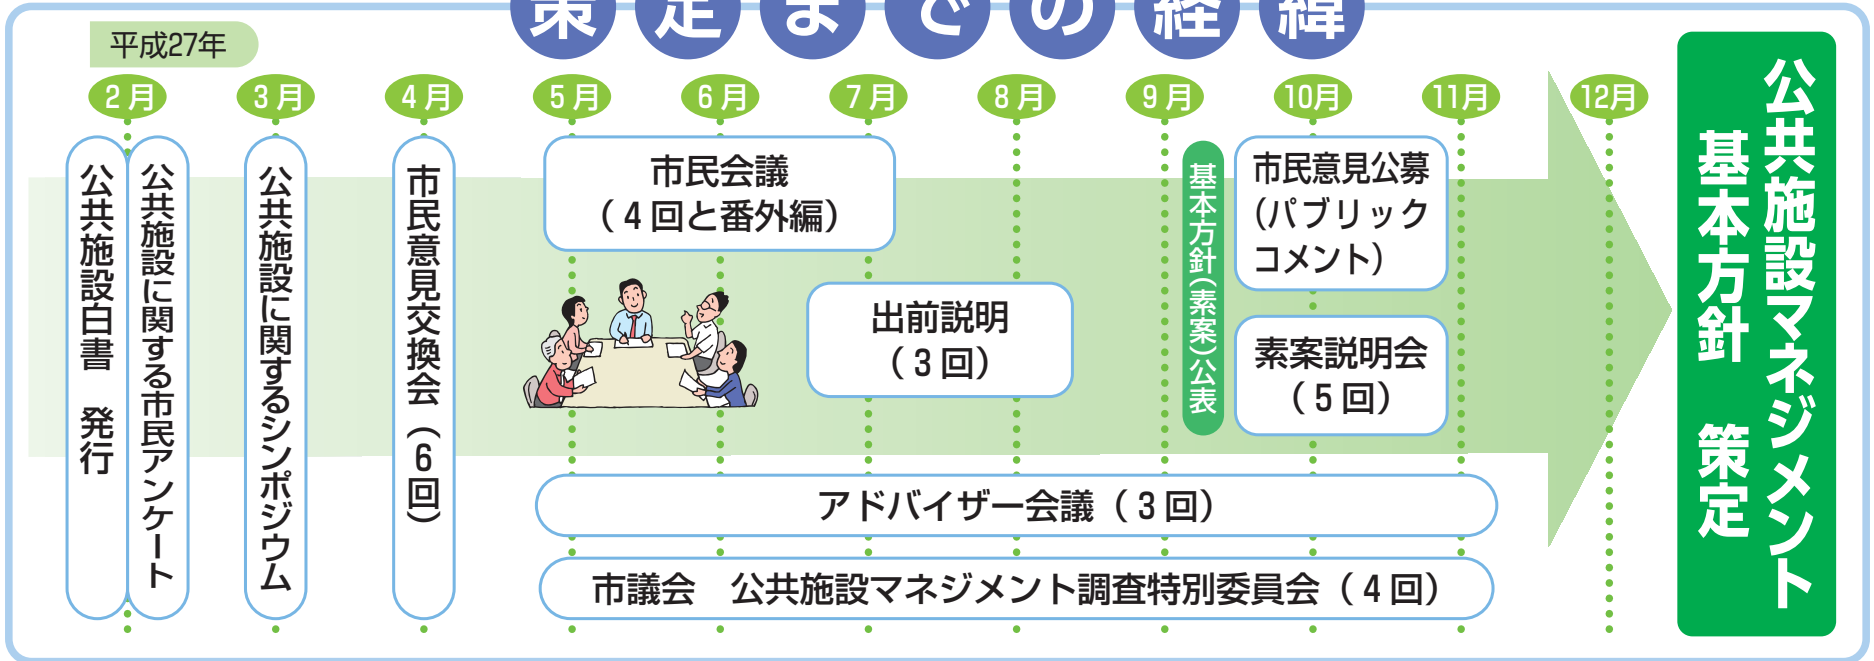 策定までの経緯
平成27年
2月
3月
4月
5月
6月
7月
8月
9月
10月
11月
12月
公共施設白書　発行
公共施設に関する市民アンケート
公共施設に関するシンポジウム
市民意見交換会（6回）
市民会議
（4回と番外編）
出前説明
（3回）
基本方針（素案）公表
市民意見公募
（パブリック
コメント）
素案説明会
（5回）
アドバイザー会議（3回）
市議会　公共施設マネジメント調査特別委員会（4回）
公共施設マネジメント
基本方針　策定